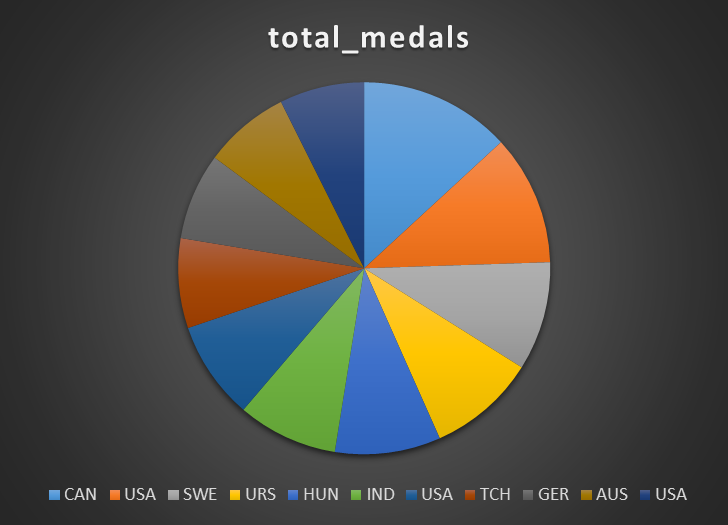 total_medals
CAN USA SWE URS HUN IND USA TCH GER AUS USA